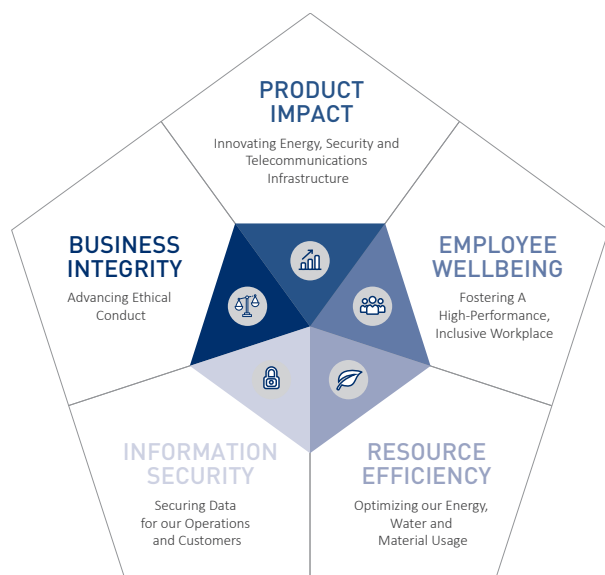 PRODUCT
IMPACT
Innovating Energy, Security and
Telecommunications
Infrastructure
BUSINESS
INTEGRITY
Advancing Ethical
Conduct
EMPLOYEE
WELLBEING
Fostering A
High-Performance,
Inclusive Workplace
INFORMATION
SECURITY
Securing Data
for our Operations
and Customers
RESOURCE
EFFICIENCY
Optimizing our Energy,
Water and
Material Usage